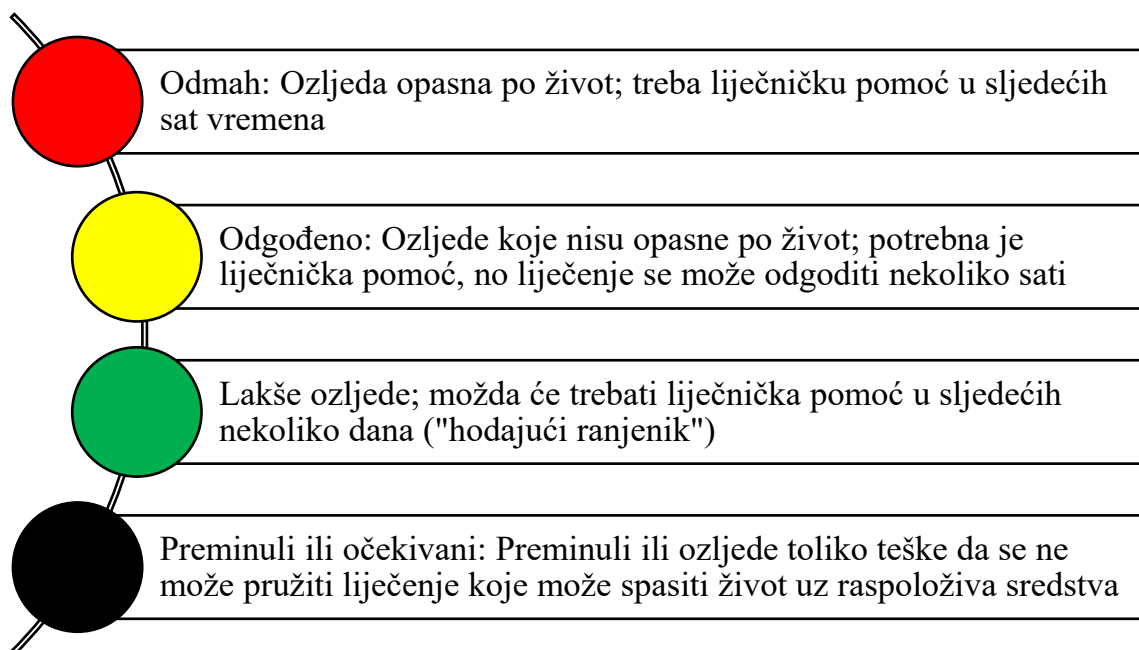 Odmah: Ozljeda opasna po život; treba liječničku pomoć u sljedećih
sat vremena
Odgođeno: Ozljede koje nisu opasne po život; potrebna je
liječnička pomoć, no liječenje se može odgoditi nekoliko sati
Lakše ozljede; možda će trebati liječnička pomoć u sljedećih
nekoliko dana ("hodajući ranjenik")
Preminuli ili očekivani: Preminuli ili ozljede toliko teške da se ne
može pružiti liječenje koje može spasiti život uz raspoloživa sredstva